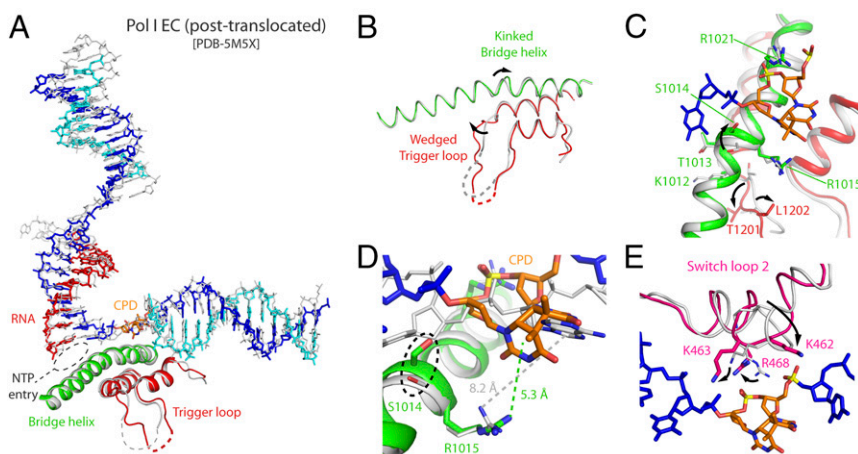 A
Pol I EC (post-translocated)
[PDB-5M5X]
RNA
CPD
NTP
entry
Bridge helix
Trigger loop
B
Kinked
Bridge helix
Wedged
Trigger loop
C
R1021
S1014
T1013
K1012
R1015
L1202
T1201
D
CPD
8.2 Å
5.3 Å
S1014
R1015
E
Switch loop 2
K463
K462
R468